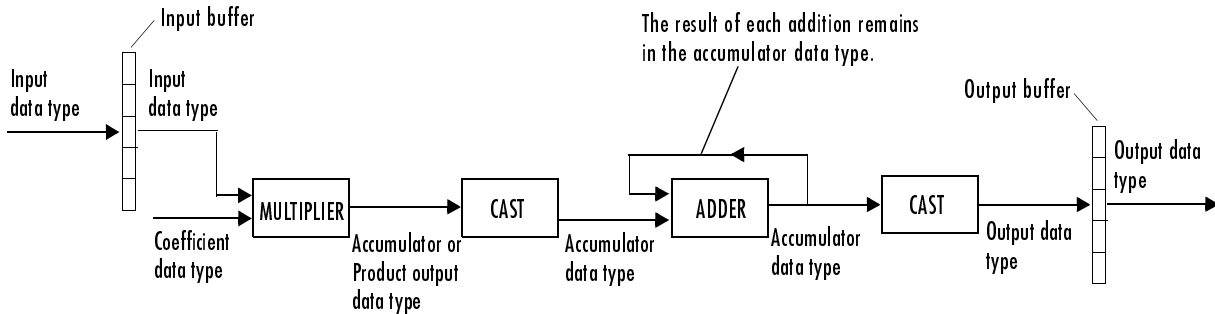 Input buffer
The result of each addition remains
in the accumulator data type.
Input
data type
Input
data type
Output buffer
Output data
type
MULTIPLIER
CAST
ADDER
CAST
Coefficient
data type
Accumulator or
Product output
data type
Accumulator
data type
Accumulator
data type
Output data
type